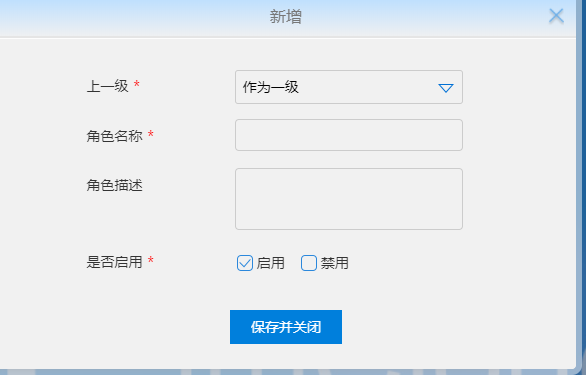 新增
上一级 * 作为一级
角色名称 *
角色描述
是否启用 * 启用 禁用
保存并关闭